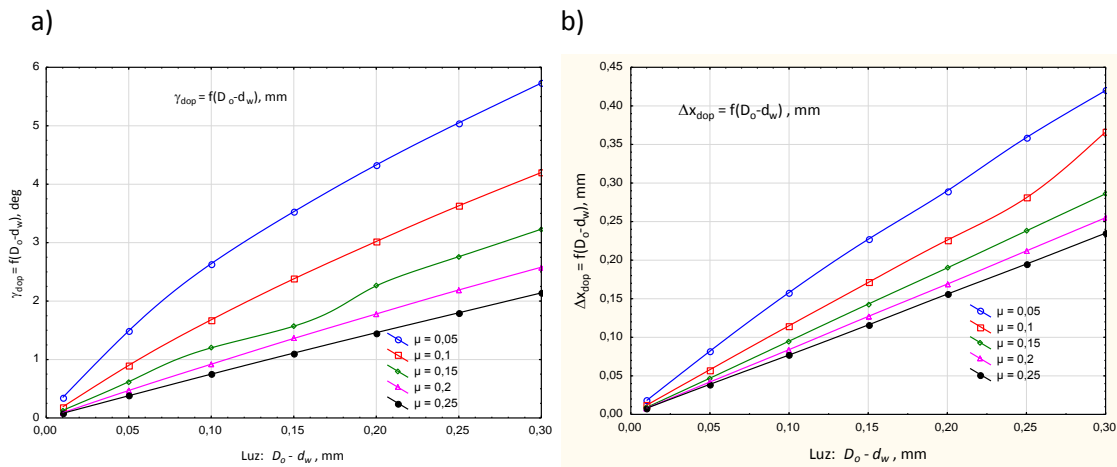 a)
γdop = f(Do-dw), mm
γdop = f(Do-dw), deg
6
5
4
3
2
1
0
μ = 0,05
μ = 0,1
μ = 0,15
μ = 0,2
μ = 0,25
0,00 0,05 0,10 0,15 0,20 0,25 0,30
Luz: Do - dw , mm
b)
Δxdop = f(Do-dw) , mm
Δxdop = f(Do-dw), mm
0,45
0,40
0,35
0,30
0,25
0,20
0,15
0,10
0,05
0,00
μ = 0,05
μ = 0,1
μ = 0,15
μ = 0,2
μ = 0,25
0,00 0,05 0,10 0,15 0,20 0,25 0,30
Luz: Do - dw , mm